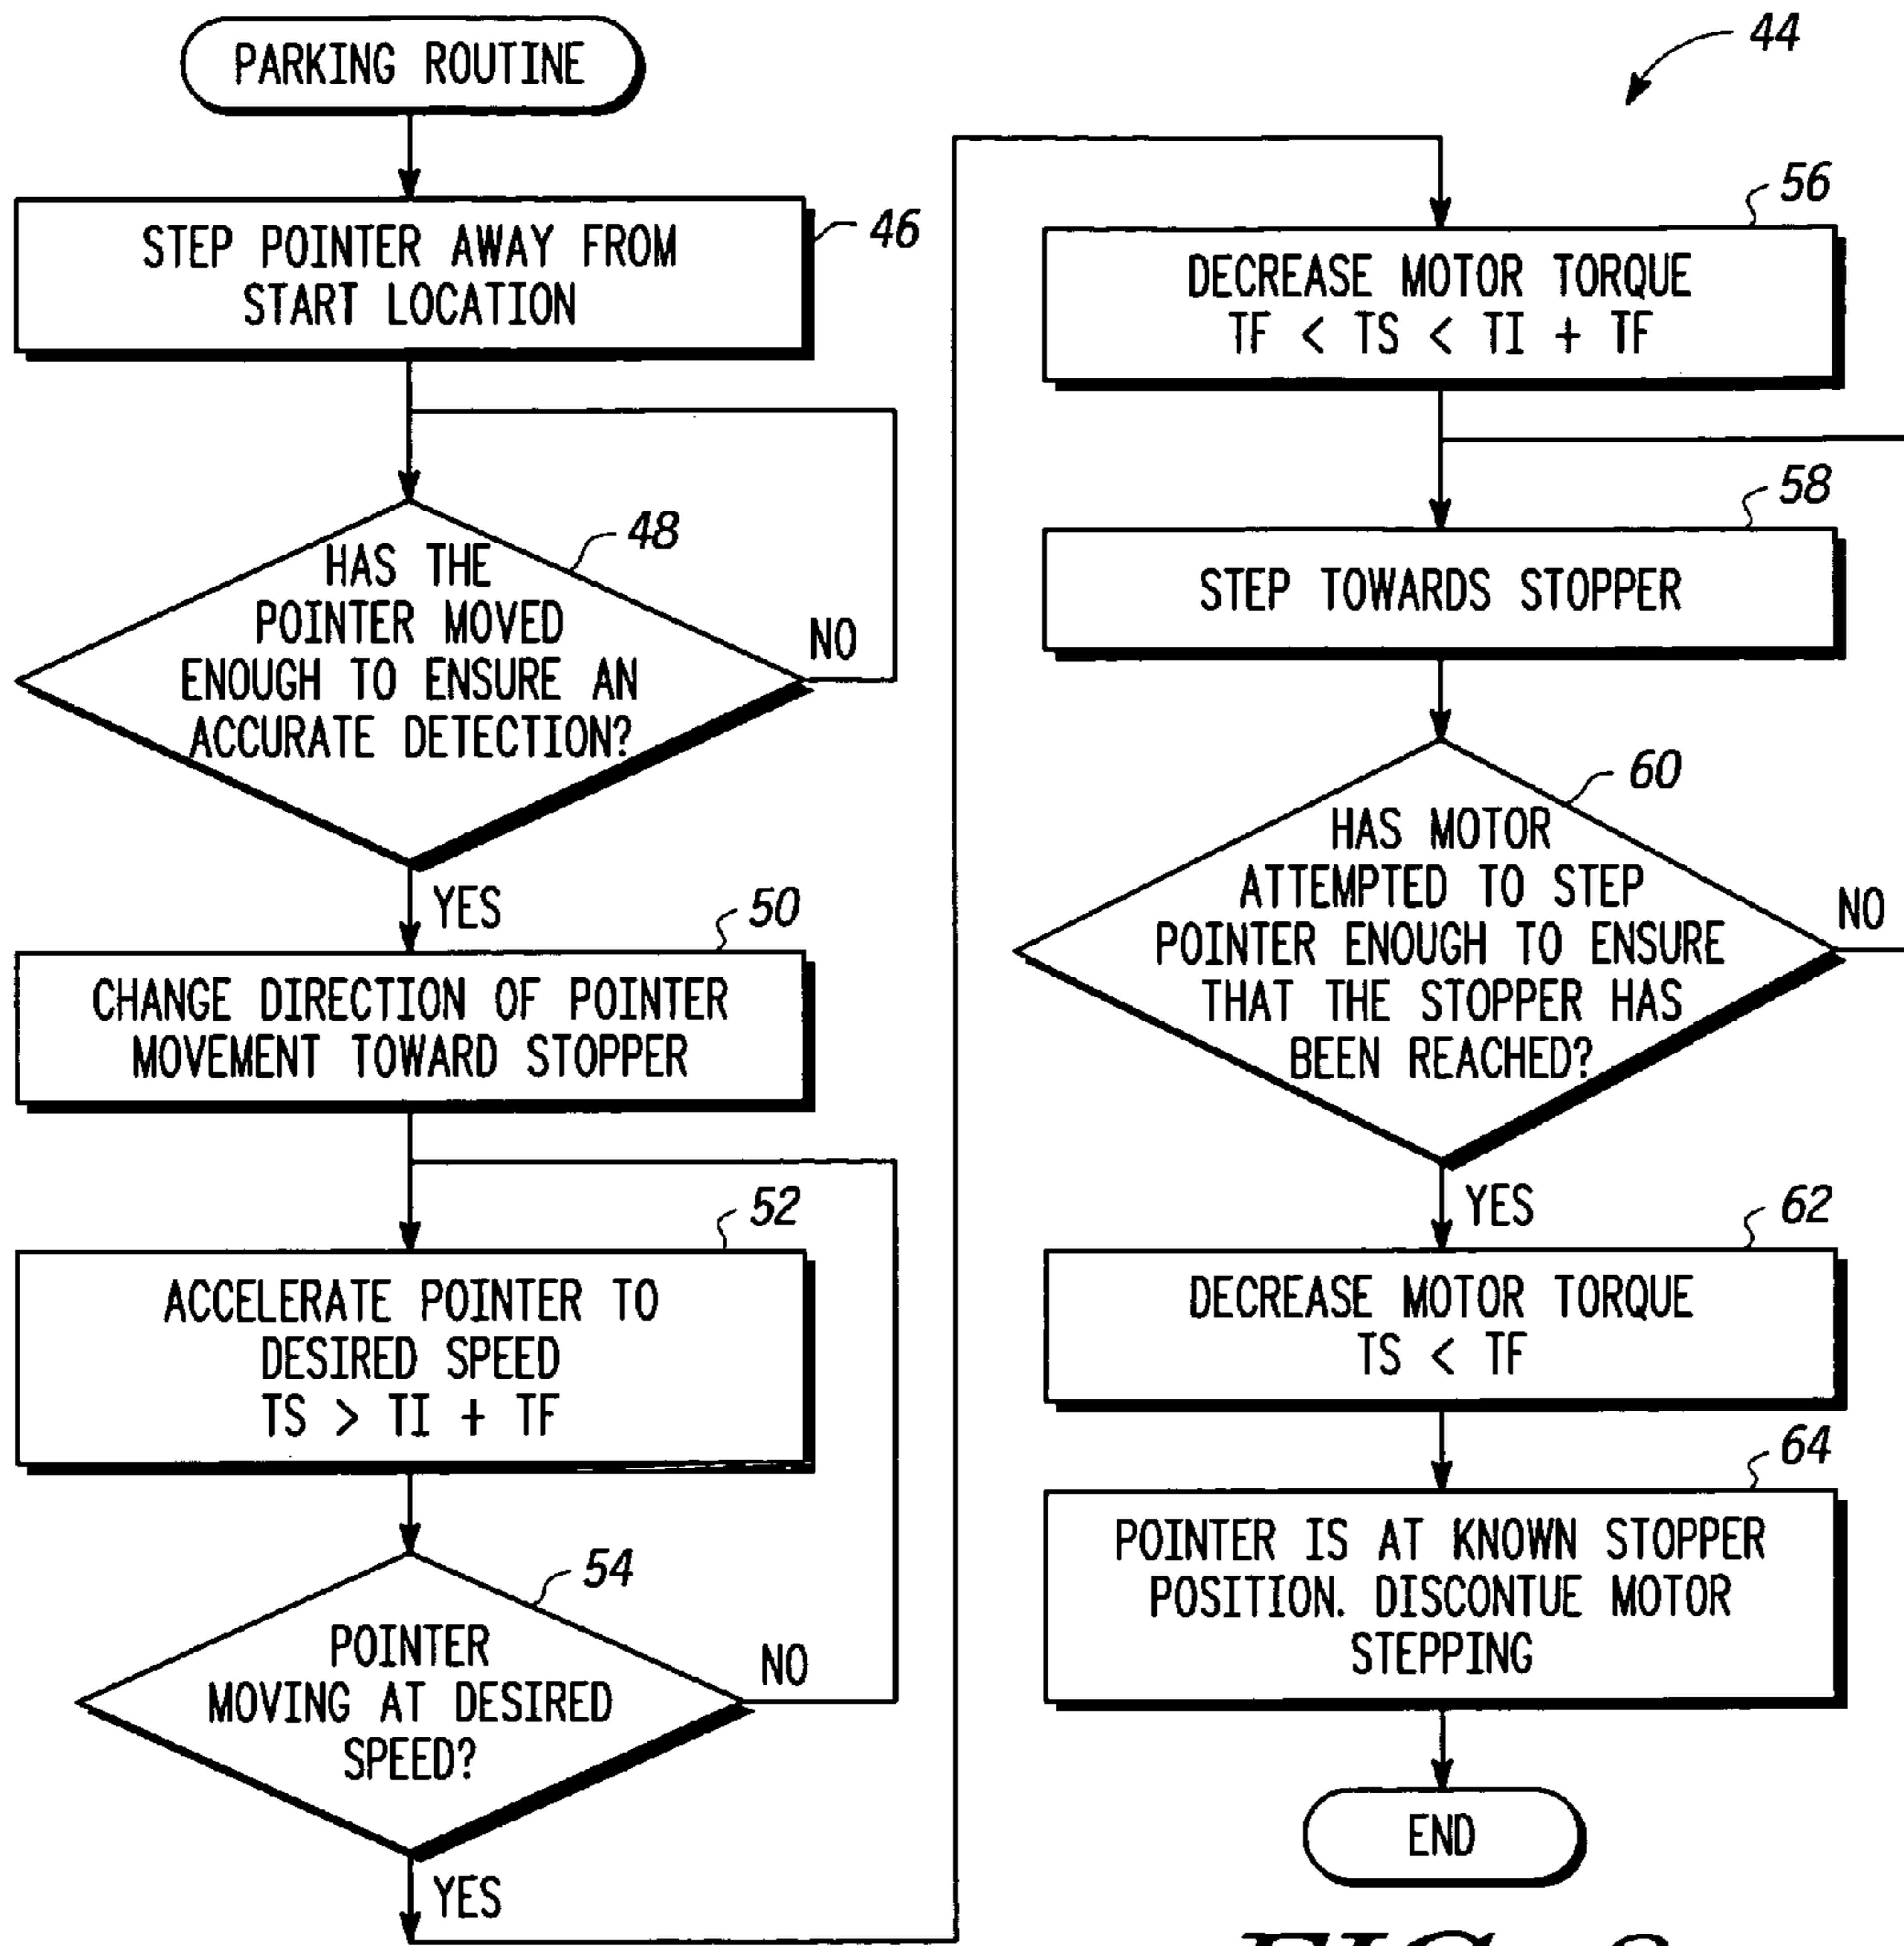 PARKING ROUTINE
STEP POINTER AWAY FROM
START LOCATION
46
HAS THE
POINTER MOVED
ENOUGH TO ENSURE AN
ACCURATE DETECTION?
48
NO
YES
CHANGE DIRECTION OF POINTER
MOVEMENT TOWARD STOPPER
50
ACCELERATE POINTER TO
DESIRED SPEED
TS > TI + TF
52
POINTER
MOVING AT DESIRED
SPEED?
54
NO
YES
44
DECREASE MOTOR TORQUE
TF < TS < TI + TF
56
STEP TOWARDS STOPPER
58
HAS MOTOR
ATTEMPTED TO STEP
POINTER ENOUGH TO ENSURE
THAT THE STOPPER HAS
BEEN REACHED?
60
NO
YES
DECREASE MOTOR TORQUE
TS < TF
62
POINTER IS AT KNOWN STOPPER
POSITION. DISCONTUE MOTOR
STEPPING
64
END